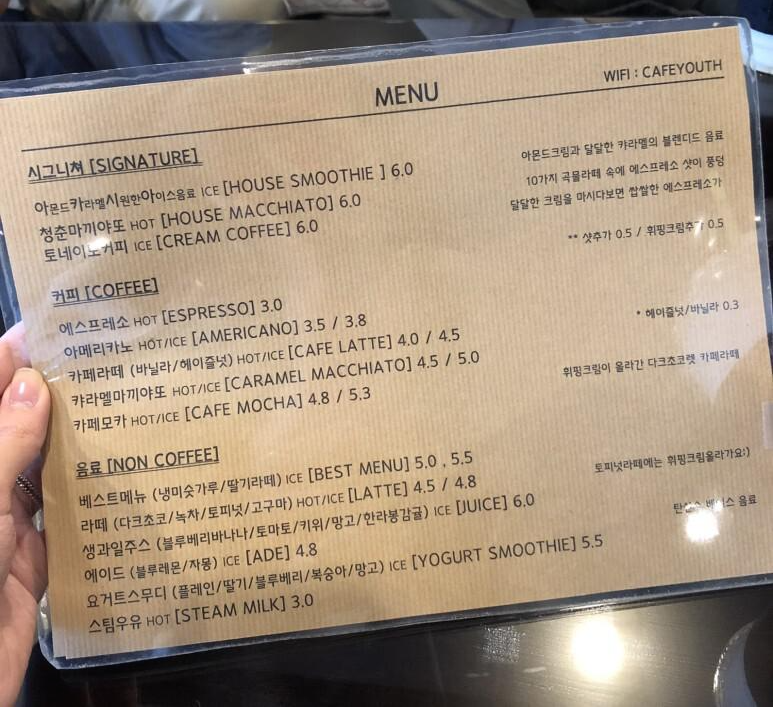 MENU
WIFI : CAFEYOUTH
시그니쳐 [SIGNATURE]
아몬드카라멜시원한아이스음료 ICE [HOUSE SMOOTHIE ] 6.0
아몬드크림과 달달한 캬라멜의 블렌디드 음료
청춘마끼야또 HOT [HOUSE MACCHIATO] 6.0
10가지 곡물라떼 속에 에스프레소 샷이 퐁덩
토네이도커피 ICE [CREAM COFFEE] 6.0
달달한 크림을 마시다보면 쌉쌀한 에스프레소가
** 샷추가 0.5 / 휘핑크림추가 0.5
커피 [COFFEE]
에스프레소 HOT [ESPRESSO] 3.0
아메리카노 HOT/ICE [AMERICANO] 3.5 / 3.8
카페라떼 (바닐라/헤이즐넛) HOT/ICE [CAFE LATTE] 4.0 / 4.5
* 헤이즐넛/바닐라 0.3
캬라멜마끼야또 HOT/ICE [CARAMEL MACCHIATO] 4.5 / 5.0
카페모카 HOT/ICE [CAFE MOCHA] 4.8 / 5.3
휘핑크림이 올라간 다크초코렛 카페라떼
음료 [NON COFFEE]
베스트메뉴 (냉미숫가루/딸기라떼) ICE [BEST MENU] 5.0 , 5.5
라떼 (다크초코/녹차/토피넛/고구마) HOT/ICE [LATTE] 4.5 / 4.8
토피넛라떼에는 휘핑크림올라가요:)
생과일주스 (블루베리바나나/토마토/키위/망고/한라봉감귤) ICE [JUICE] 6.0
에이드 (블루레몬/자몽) ICE [ADE] 4.8
탄산수 베이스 음료
요거트스무디 (플레인/딸기/블루베리/복숭아/망고) ICE [YOGURT SMOOTHIE] 5.5
스팀우유 HOT [STEAM MILK] 3.0